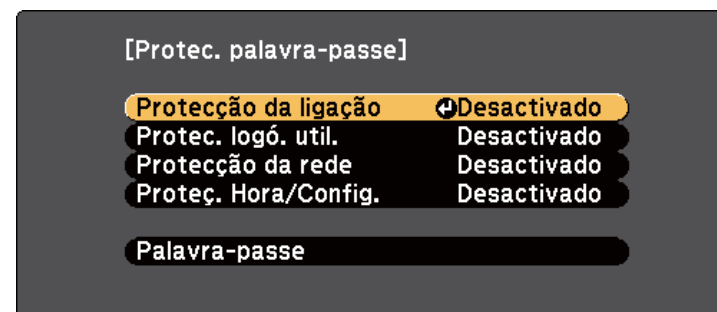 [Protec. palavra-passe]
Protecção da ligação Desactivado
Protec. logó. util. Desactivado
Protecção da rede Desactivado
Proteç. Hora/Config. Desactivado
Palavra-passe